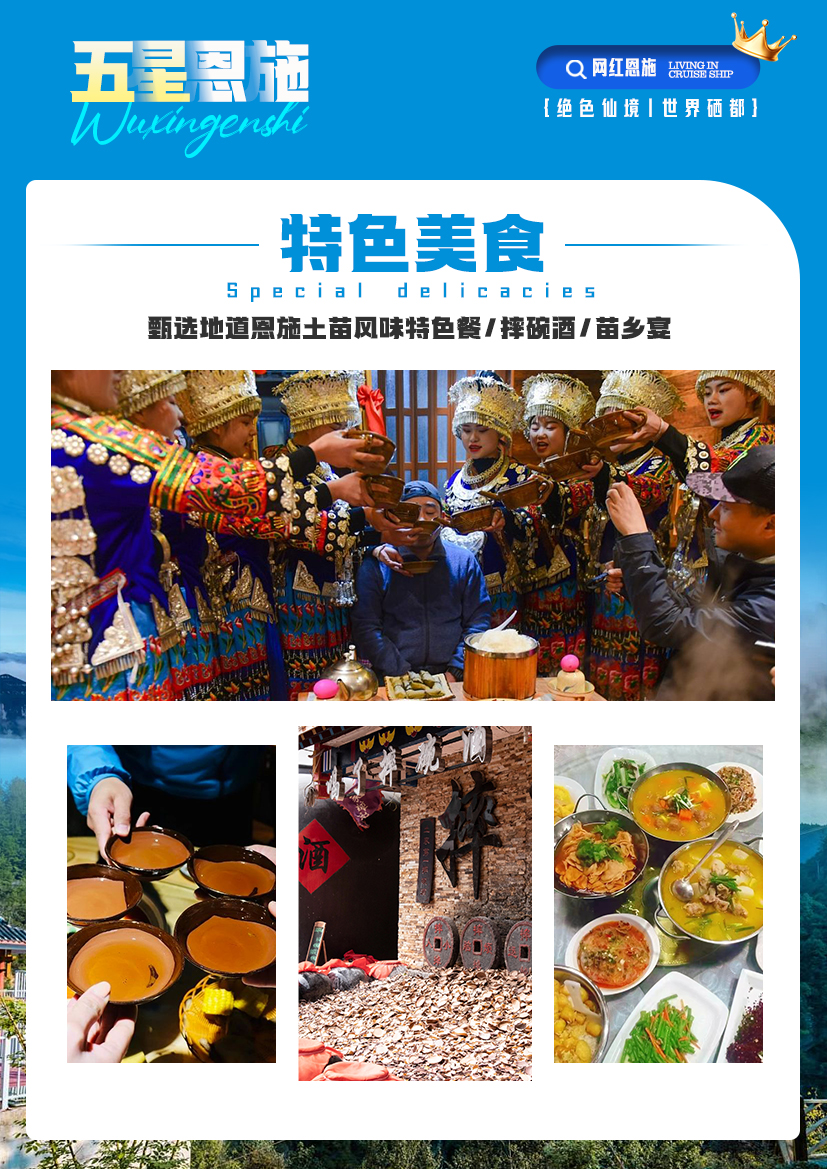 五星恩施
Wuxingenshi
网红恩施
LIVING IN
CRUISE SHIP
{绝色仙境|世界硒都}
特色美食
Special delicacies
甄选地道恩施土苗风味特色餐/摔碗酒/苗乡宴
摔
酒